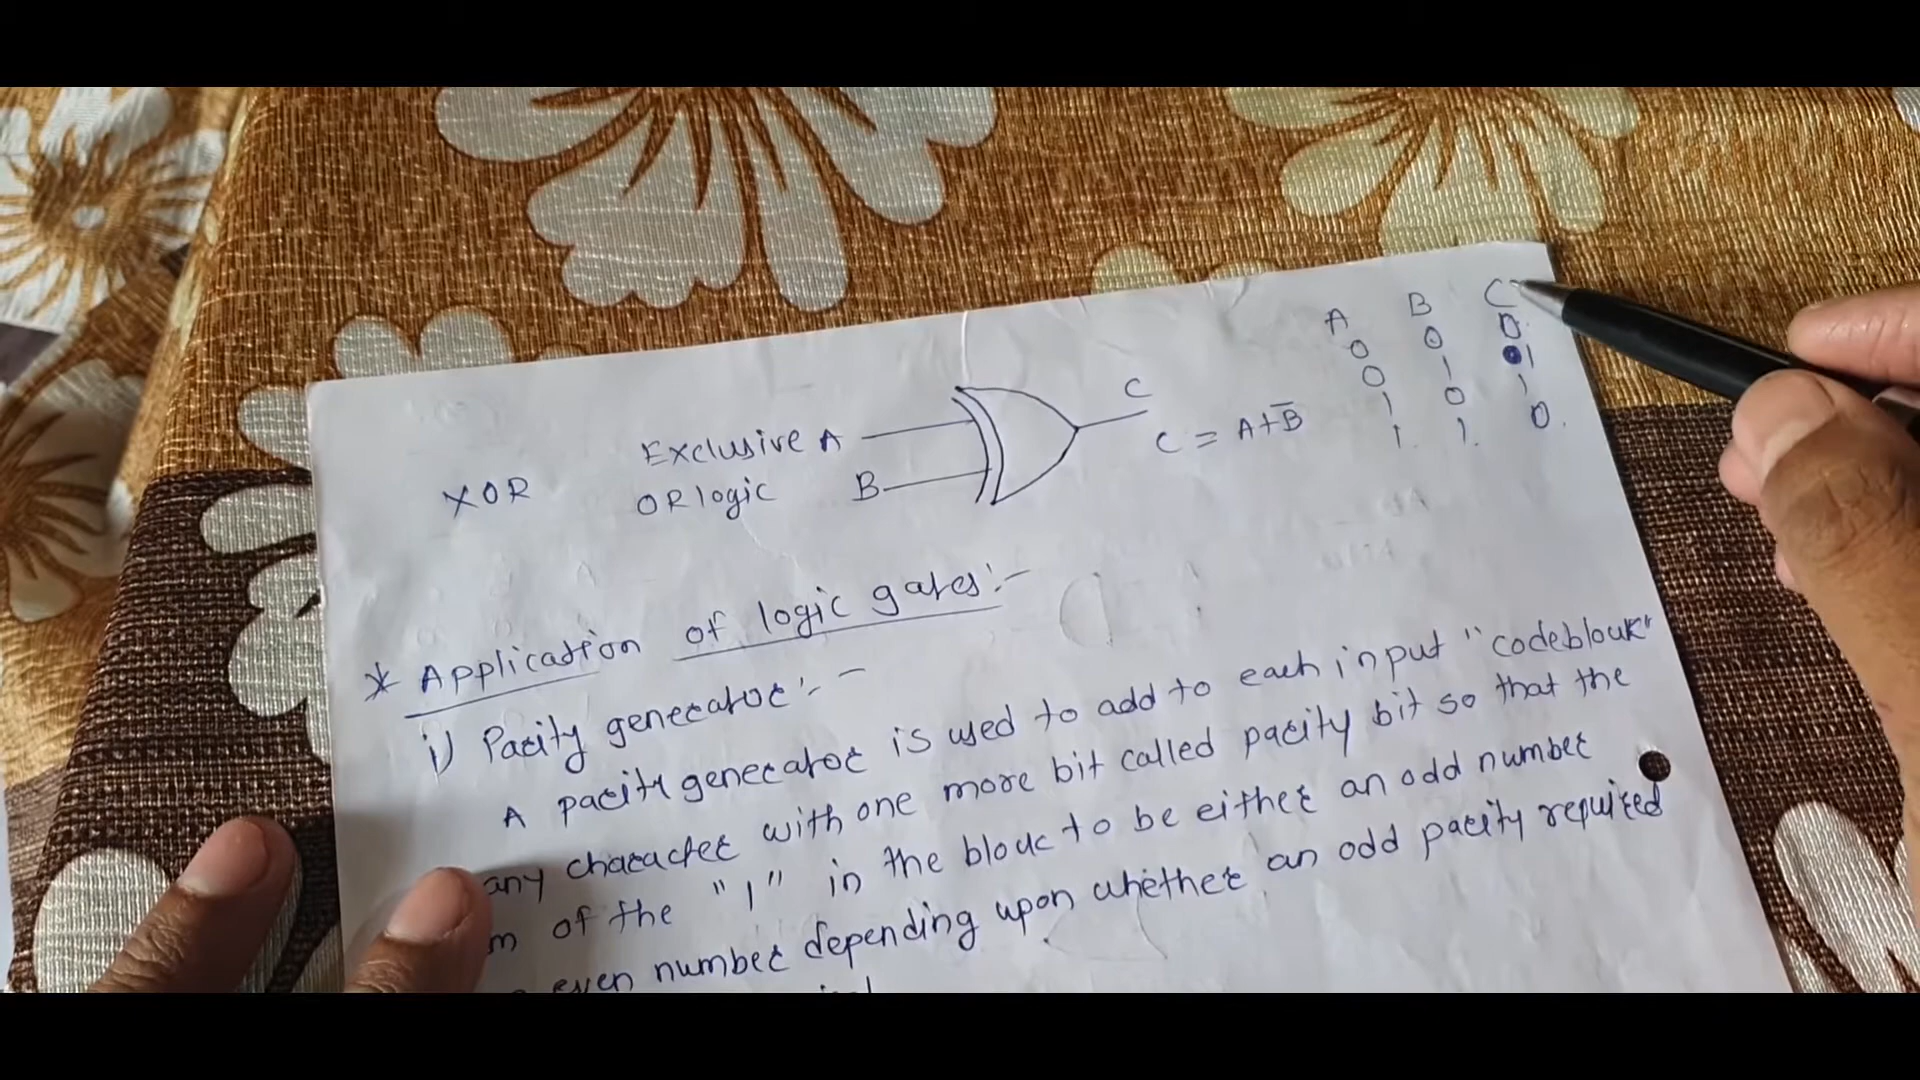 A B C
0 0 0
0 1 1
1 0 1
1 1 0
XOR Exclusive OR logic A B C C = A+B̅
* Application of logic gates:-
i) Parity generator:-
A parity generator is used to add to each input "codeblouk"
any character with one more bit called parity bit so that the
of the "1" in the blouc to be either an odd number
even number depending upon whether an odd parity required